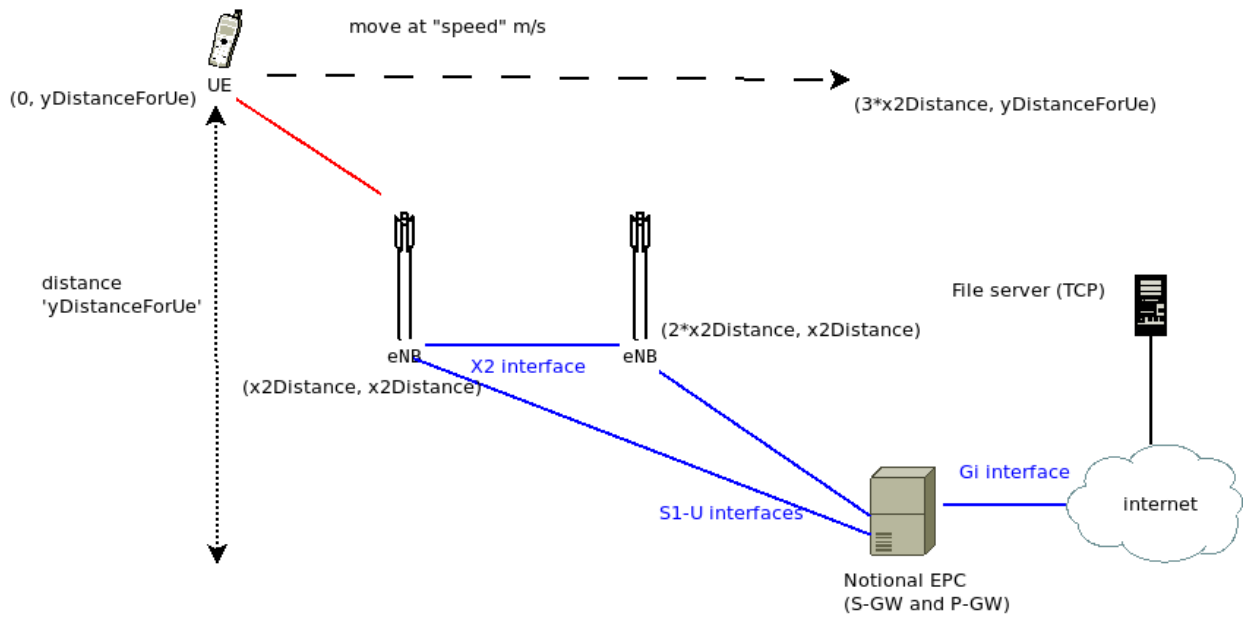 move at "speed" m/s
UE
(0, yDistanceForUe)
(3*x2Distance, yDistanceForUe)
distance
'yDistanceForUe'
File server (TCP)
(2*x2Distance, x2Distance)
eNB
eNB
X2 interface
(x2Distance, x2Distance)
Gi interface
internet
S1-U interfaces
Notional EPC
(S-GW and P-GW)